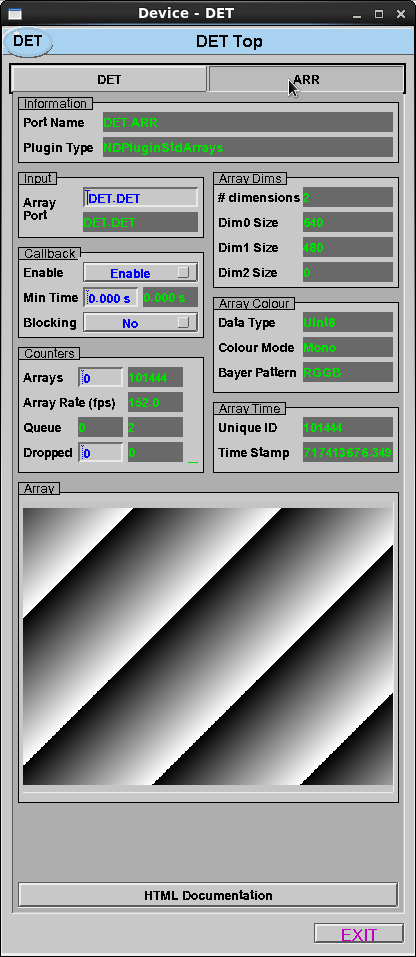 Device - DET
DET
DET Top
DET
ARR
Information
Port Name DET.ARR
Plugin Type NDPluginStdArrays
Input
Array Port DET.DET
DET.DET
Callback
Enable Enable
Min Time 0.000 s 0.000 s
Blocking No
Counters
Arrays 0 101444
Array Rate (fps) 152.0
Queue 0 2
Dropped 0 0
Array Dims
# dimensions 2
Dim0 Size 640
Dim1 Size 480
Dim2 Size 0
Array Colour
Data Type UInt8
Colour Mode Mono
Bayer Pattern RGGB
Array Time
Unique ID 101444
Time Stamp 717413676.349
Array
HTML Documentation
EXIT